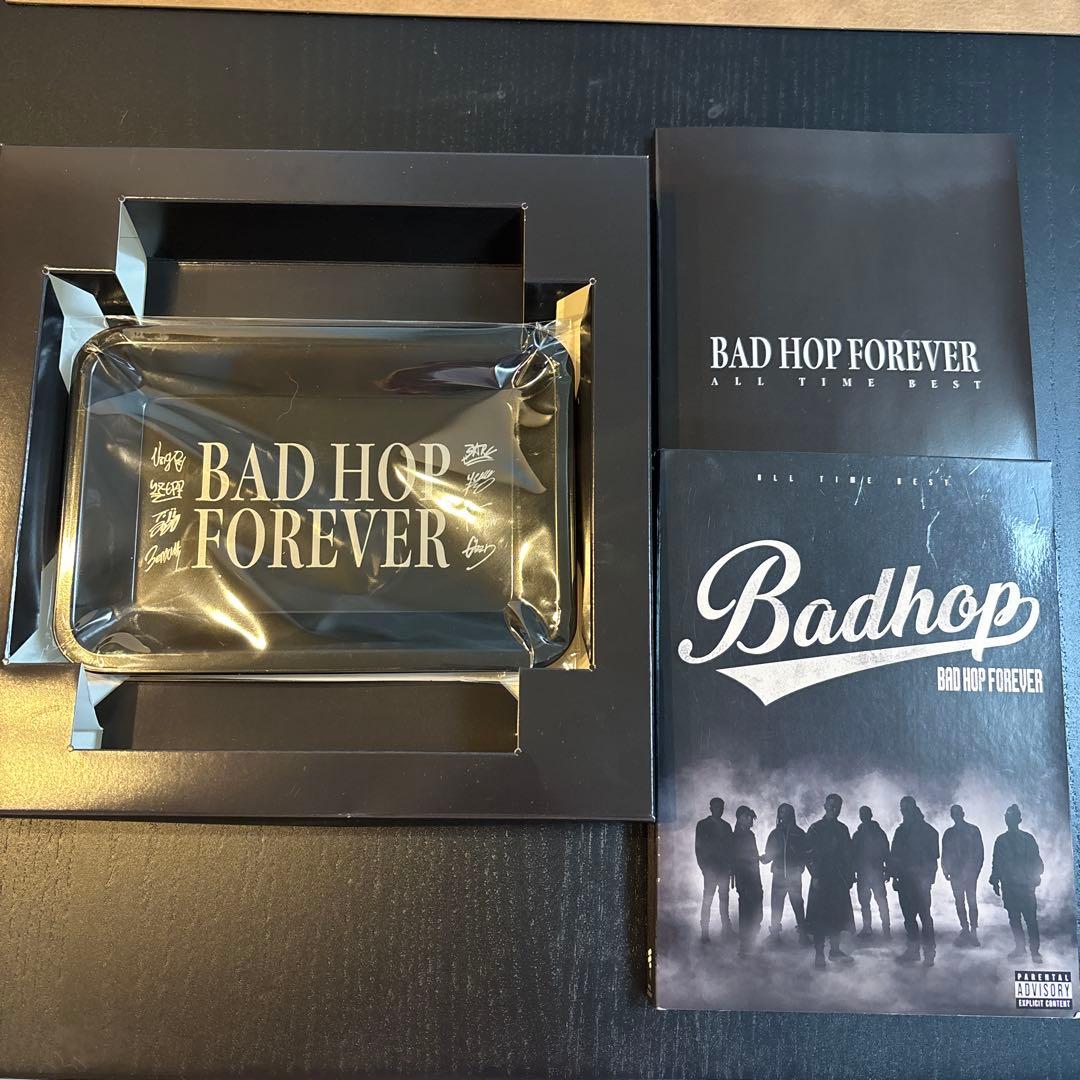 BAD HOP
FOREVER
BAD HOP FOREVER
ALL TIME BEST
ALL TIME BEST
Badhop
BAD HOP FOREVER
PARENTAL
ADVISORY
EXPLICIT CONTENT